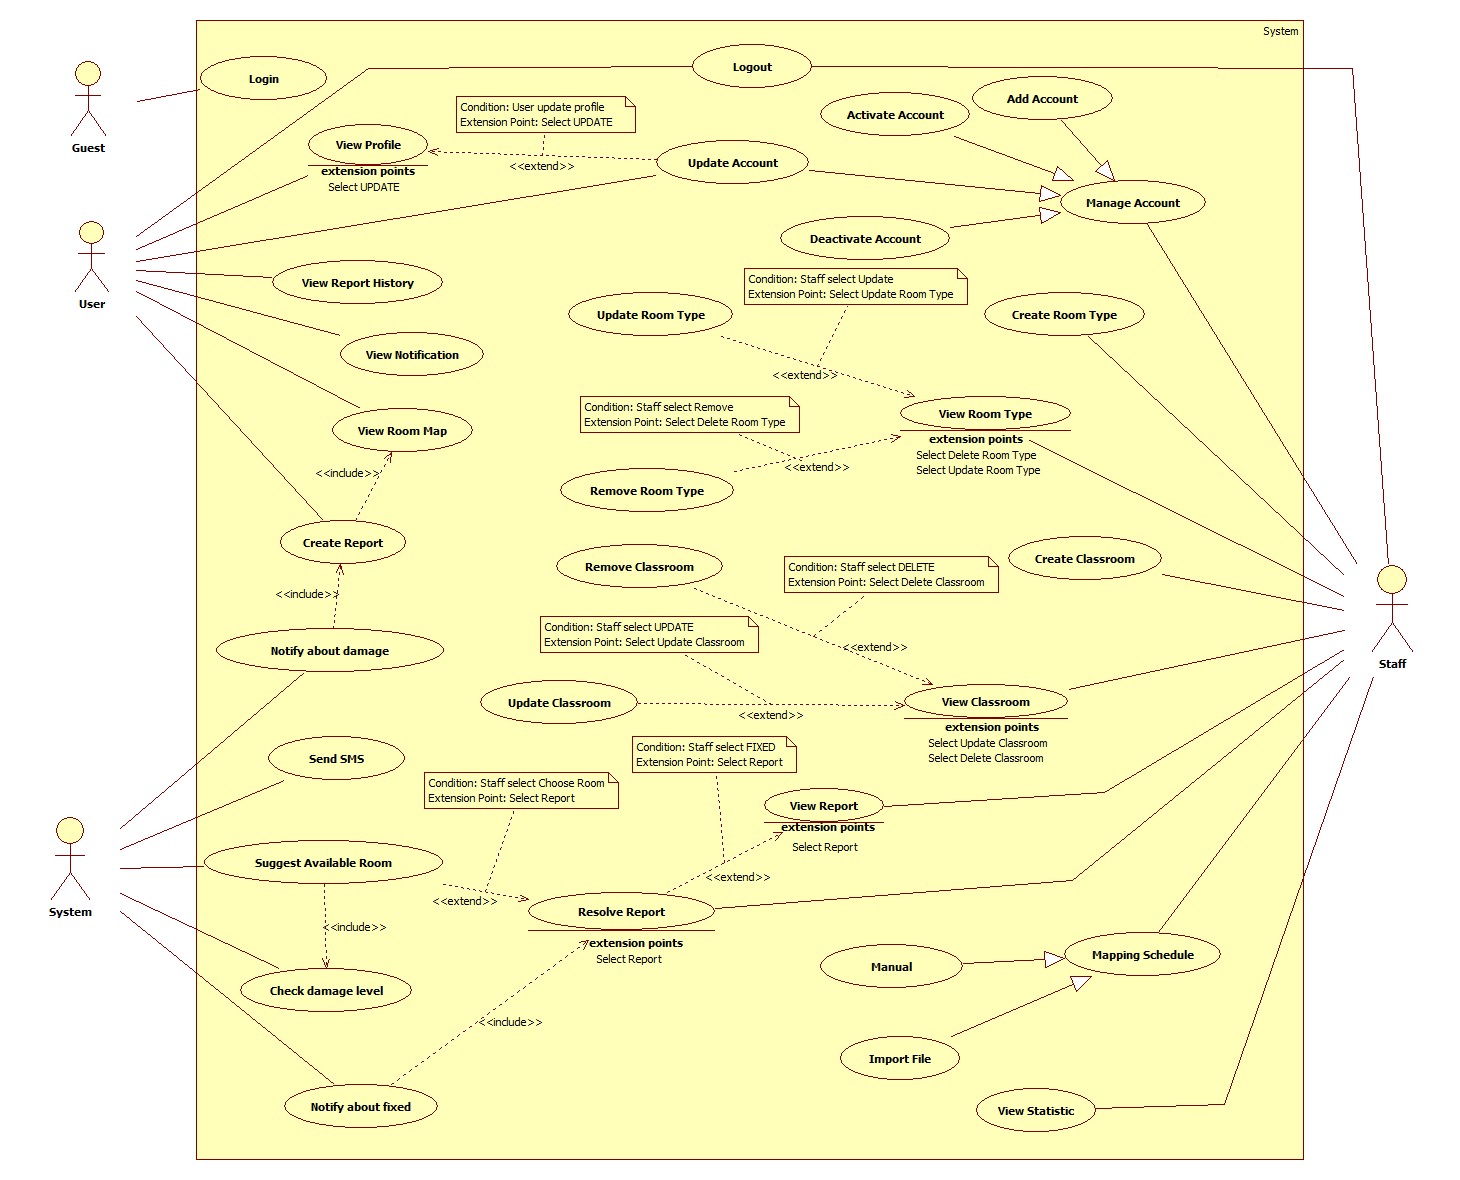 System
Logout
Login
Guest
Add Account
Activate Account
Condition: User update profile
Extension Point: Select UPDATE
View Profile
extension points
Select UPDATE
<<extend>>
Update Account
Manage Account
Deactivate Account
User
View Report History
Condition: Staff select Update
Extension Point: Select Update Room Type
Update Room Type
Create Room Type
View Notification
<<extend>>
Condition: Staff select Remove
Extension Point: Select Delete Room Type
View Room Type
extension points
Select Delete Room Type
Select Update Room Type
View Room Map
<<include>>
<<extend>>
Remove Room Type
Create Report
Remove Classroom
Condition: Staff select DELETE
Extension Point: Select Delete Classroom
Create Classroom
<<include>>
Condition: Staff select UPDATE
Extension Point: Select Update Classroom
<<extend>>
Notify about damage
Staff
Update Classroom
<<extend>>
View Classroom
extension points
Select Update Classroom
Select Delete Classroom
Send SMS
Condition: Staff select FIXED
Extension Point: Select Report
Condition: Staff select Choose Room
Extension Point: Select Report
View Report
extension points
Select Report
Suggest Available Room
<<extend>>
<<extend>>
System
Resolve Report
extension points
Select Report
<<include>>
Check damage level
Manual
Mapping Schedule
<<include>>
Import File
Notify about fixed
View Statistic